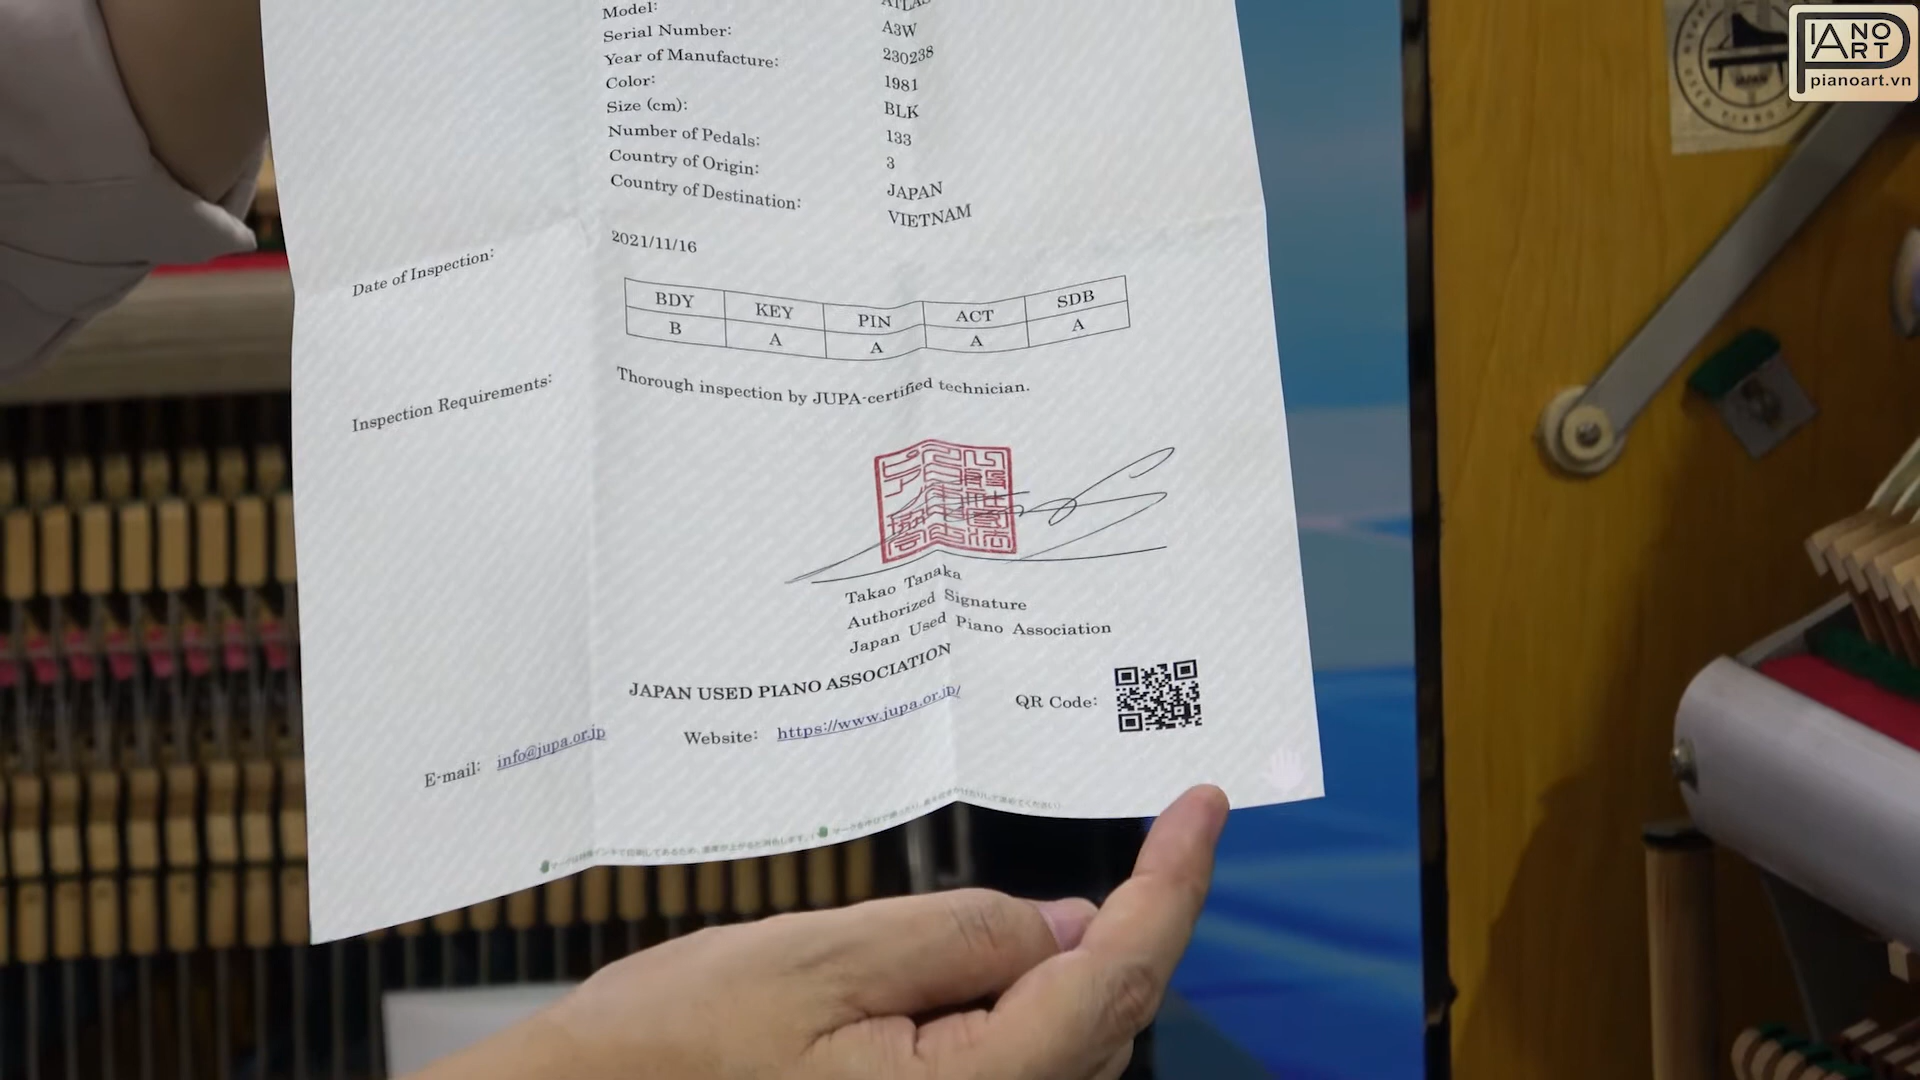 Model: ATLAS
Serial Number: A3W
Year of Manufacture: 230238
Color: 1981
Size (cm): BLK
Number of Pedals: 133
Country of Origin: 3
Country of Destination: JAPAN
VIETNAM
Date of Inspection: 2021/11/16
BDY KEY PIN ACT SDB
B A A A A
Inspection Requirements: Thorough inspection by JUPA-certified technician.
Takao Tanaka
Authorized Signature
Japan Used Piano Association
JAPAN USED PIANO ASSOCIATION
E-mail: info@jupa.or.jp Website: https://www.jupa.or.jp/ QR Code:
PIANO ART
pianoart.vn
JAPAN